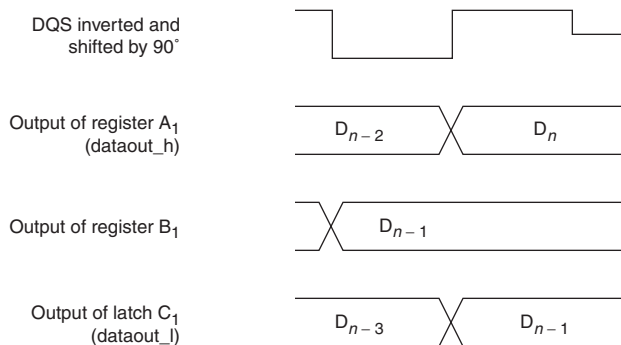 DQS inverted and
shifted by 90°
Output of register A1
(dataout_h)
Dn – 2
Dn
Output of register B1
Dn – 1
Output of latch C1
(dataout_l)
Dn – 3
Dn – 1